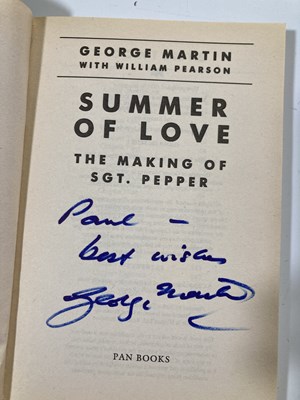 GEORGE MARTIN
WITH WILLIAM PEARSON
SUMMER
OF LOVE
THE MAKING OF
SGT. PEPPER
Paul –
best wishes
George Martin
PAN BOOKS